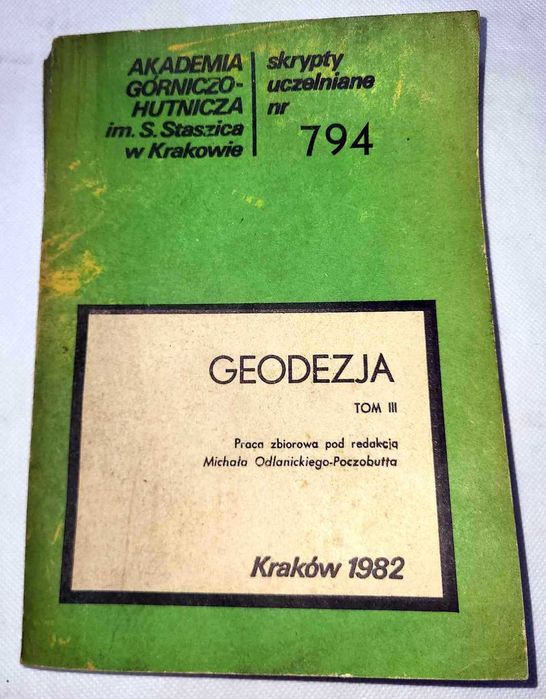 AKADEMIA
GÓRNICZO-
HUTNICZA
im. S. Staszica
w Krakowie
skrypty
uczelniane
nr
794
GEODEZJA
TOM III
Praca zbiorowa pod redakcją
Michała Odlanickiego-Poczobutta
Kraków 1982